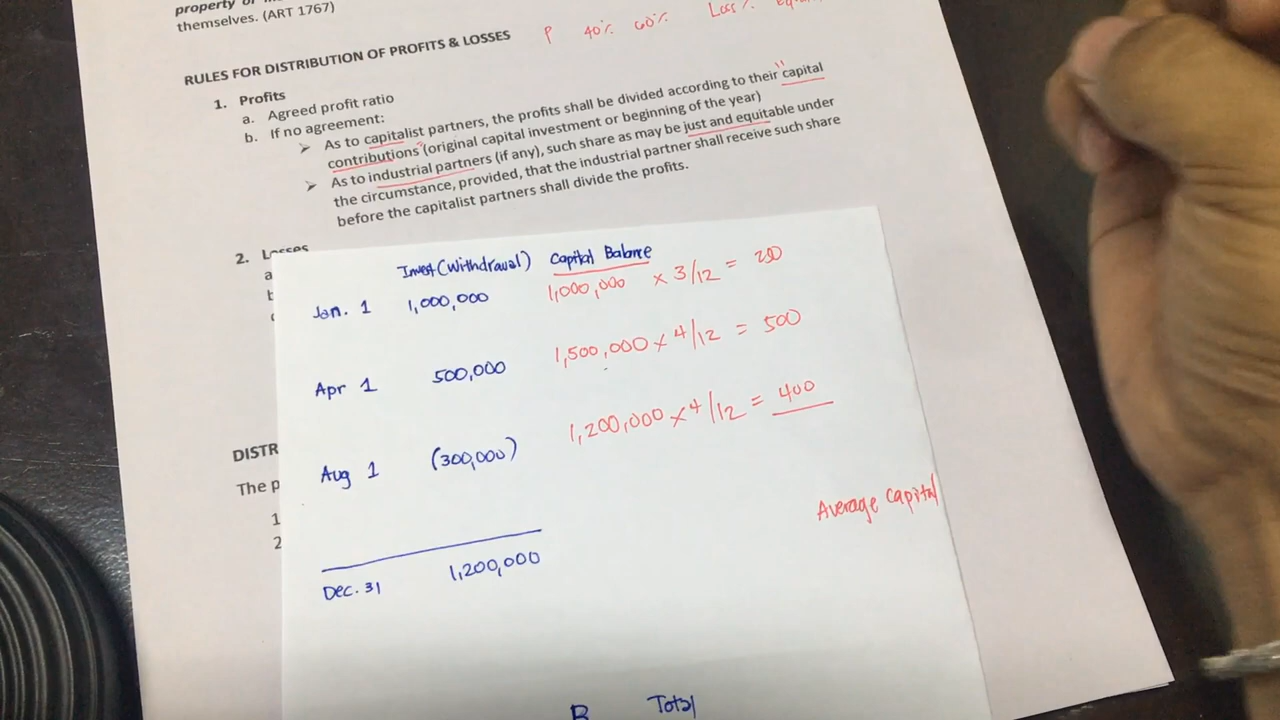 property or
themselves. (ART 1767)
P 40% 60% Loss %
RULES FOR DISTRIBUTION OF PROFITS & LOSSES
1. Profits
a. Agreed profit ratio
b. If no agreement:
➢ As to capitalist partners, the profits shall be divided according to their "capital
contributions" (original capital investment or beginning of the year)
➢ As to industrial partners (if any), such share as may be just and equitable under
the circumstance, provided, that the industrial partner shall receive such share
before the capitalist partners shall divide the profits.
2. Losses
a
b
c
Invest (Withdrawal) Capital Balance
Jan. 1 1,000,000 1,000,000 x 3/12 = 250
Apr 1 500,000 1,500,000 x 4/12 = 500
Aug 1 (300,000) 1,200,000 x 4/12 = 400
Average Capital
Dec. 31 1,200,000
DISTR
The p
1
2
B Total